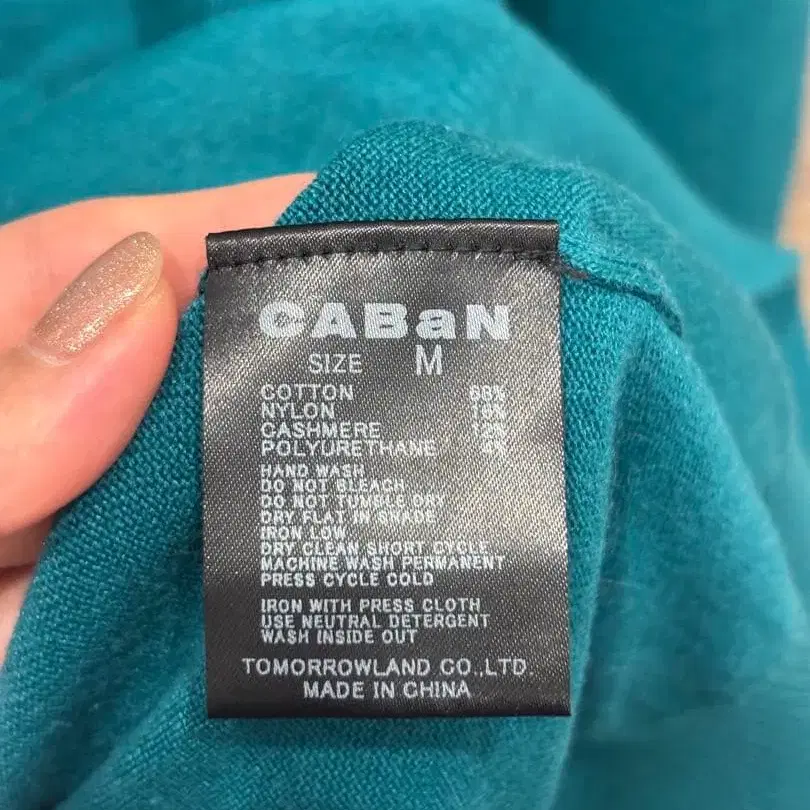 CABaN
SIZE M
COTTON
NYLON
CASHMERE
POLYURETHANE 4%
HAND WASH
DO NOT BLEACH
DO NOT TUMBLE DRY
DRY FLAT IN SHADE
IRON LOW
DRY CLEAN SHORT CYCLE
MACHINE WASH PERMANENT
PRESS CYCLE COLD
IRON WITH PRESS CLOTH
USE NEUTRAL DETERGENT
WASH INSIDE OUT
TOMORROWLAND CO.,LTD.
MADE IN CHINA